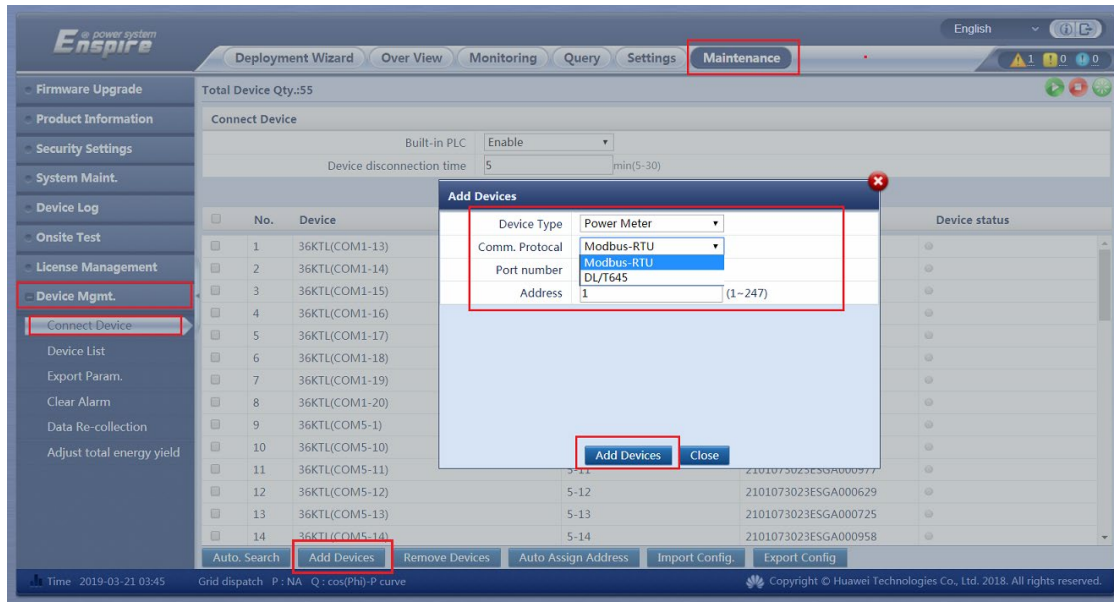 Enspire
@ power system
English
Deployment Wizard Over View Monitoring Query Settings Maintenance
1 0 0
Firmware Upgrade
Product Information
Security Settings
System Maint.
Device Log
Onsite Test
License Management
Device Mgmt.
Connect Device
Device List
Export Param.
Clear Alarm
Data Re-collection
Adjust total energy yield
Total Device Qty.:55
Connect Device
Built-in PLC Enable
Device disconnection time 5 min(5-30)
No. Device Device status
1 36KTL(COM1-13)
2 36KTL(COM1-14)
3 36KTL(COM1-15)
4 36KTL(COM1-16)
5 36KTL(COM1-17)
6 36KTL(COM1-18)
7 36KTL(COM1-19)
8 36KTL(COM1-20)
9 36KTL(COM5-1)
10 36KTL(COM5-10)
11 36KTL(COM5-11) 5-11 2101073023ESGA000977
12 36KTL(COM5-12) 5-12 2101073023ESGA000629
13 36KTL(COM5-13) 5-13 2101073023ESGA000725
14 36KTL(COM5-14) 5-14 2101073023ESGA000958
Add Devices
Device Type Power Meter
Comm. Protocal Modbus-RTU
Modbus-RTU
DL/T645
Port number
Address 1 (1~247)
Add Devices Close
Auto. Search Add Devices Remove Devices Auto Assign Address Import Config. Export Config
Time 2019-03-21 03:45 Grid dispatch P : NA Q : cos(Phi)-P curve Copyright © Huawei Technologies Co., Ltd. 2018. All rights reserved.